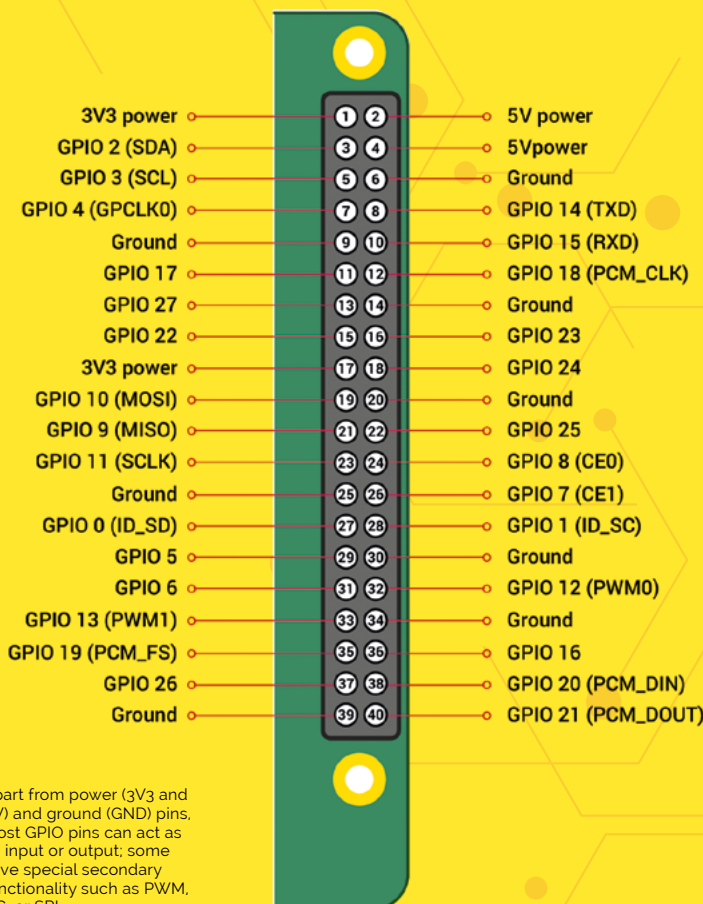 3V3 power 1 2 5V power
GPIO 2 (SDA) 3 4 5Vpower
GPIO 3 (SCL) 5 6 Ground
GPIO 4 (GPCLK0) 7 8 GPIO 14 (TXD)
Ground 9 10 GPIO 15 (RXD)
GPIO 17 11 12 GPIO 18 (PCM_CLK)
GPIO 27 13 14 Ground
GPIO 22 15 16 GPIO 23
3V3 power 17 18 GPIO 24
GPIO 10 (MOSI) 19 20 Ground
GPIO 9 (MISO) 21 22 GPIO 25
GPIO 11 (SCLK) 23 24 GPIO 8 (CE0)
Ground 25 26 GPIO 7 (CE1)
GPIO 0 (ID_SD) 27 28 GPIO 1 (ID_SC)
GPIO 5 29 30 Ground
GPIO 6 31 32 GPIO 12 (PWM0)
GPIO 13 (PWM1) 33 34 Ground
GPIO 19 (PCM_FS) 35 36 GPIO 16
GPIO 26 37 38 GPIO 20 (PCM_DIN)
Ground 39 40 GPIO 21 (PCM_DOUT)
part from power (3V3 and
) and ground (GND) pins,
ost GPIO pins can act as
input or output; some
ve special secondary
nctionality such as PWM,